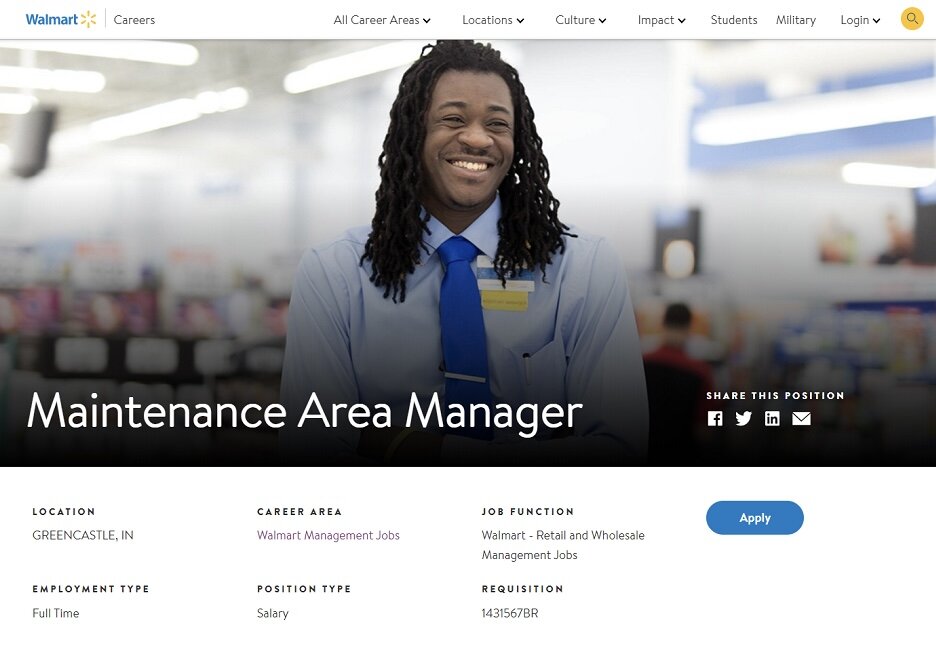 Walmart Careers All Career Areas Locations Culture Impact Students Military Login
Maintenance Area Manager
SHARE THIS POSITION
LOCATION
GREENCASTLE, IN
CAREER AREA
Walmart Management Jobs
JOB FUNCTION
Walmart - Retail and Wholesale
Management Jobs
Apply
EMPLOYMENT TYPE
Full Time
POSITION TYPE
Salary
REQUISITION
1431567BR